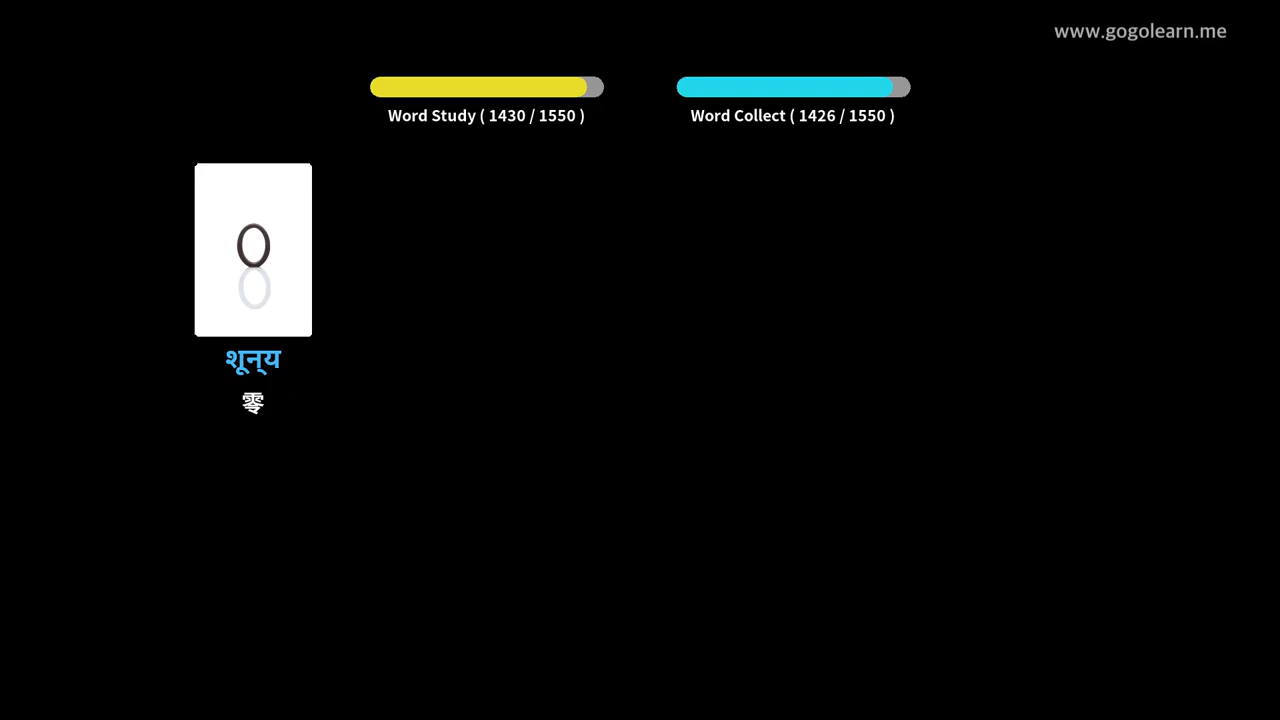 www.gogolearn.me
Word Study ( 1430 / 1550 )
Word Collect ( 1426 / 1550 )
0
शून्य
零